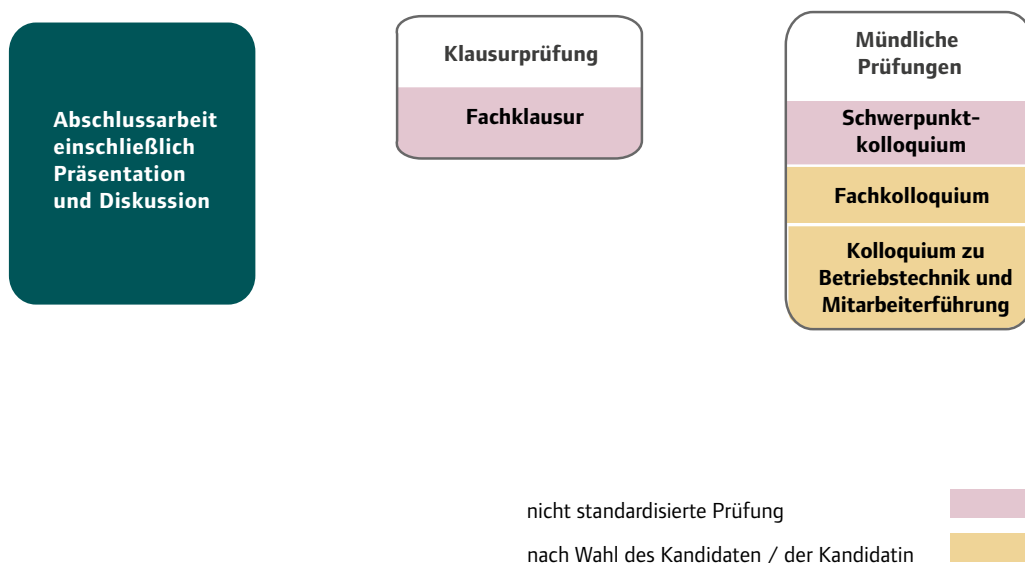 Abschlussarbeit
einschließlich
Präsentation
und Diskussion
Klausurprüfung
Fachklausur
Mündliche
Prüfungen
Schwerpunkt-
kolloquium
Fachkolloquium
Kolloquium zu
Betriebstechnik und
Mitarbeiterführung
nicht standardisierte Prüfung
nach Wahl des Kandidaten / der Kandidatin